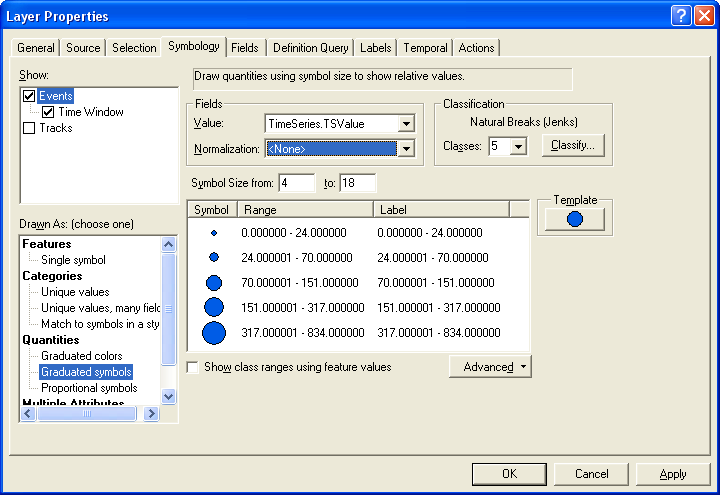 Layer Properties
General Source Selection Symbology Fields Definition Query Labels Temporal Actions
Show:
Events
Time Window
Tracks
Drawn As: (choose one)
Features
Single symbol
Categories
Unique values
Unique values, many field
Match to symbols in a sty
Quantities
Graduated colors
Graduated symbols
Proportional symbols
Multiple Attributes
Draw quantities using symbol size to show relative values.
Fields
Value: TimeSeries.TSValue
Normalization: <None>
Classification
Natural Breaks (Jenks)
Classes: 5 Classify...
Symbol Size from: 4 to: 18
Symbol Range Label
0.000000 - 24.000000 0.000000 - 24.000000
24.000001 - 70.000000 24.000001 - 70.000000
70.000001 - 151.000000 70.000001 - 151.000000
151.000001 - 317.000000 151.000001 - 317.000000
317.000001 - 834.000000 317.000001 - 834.000000
Template
Show class ranges using feature values
Advanced
OK Cancel Apply